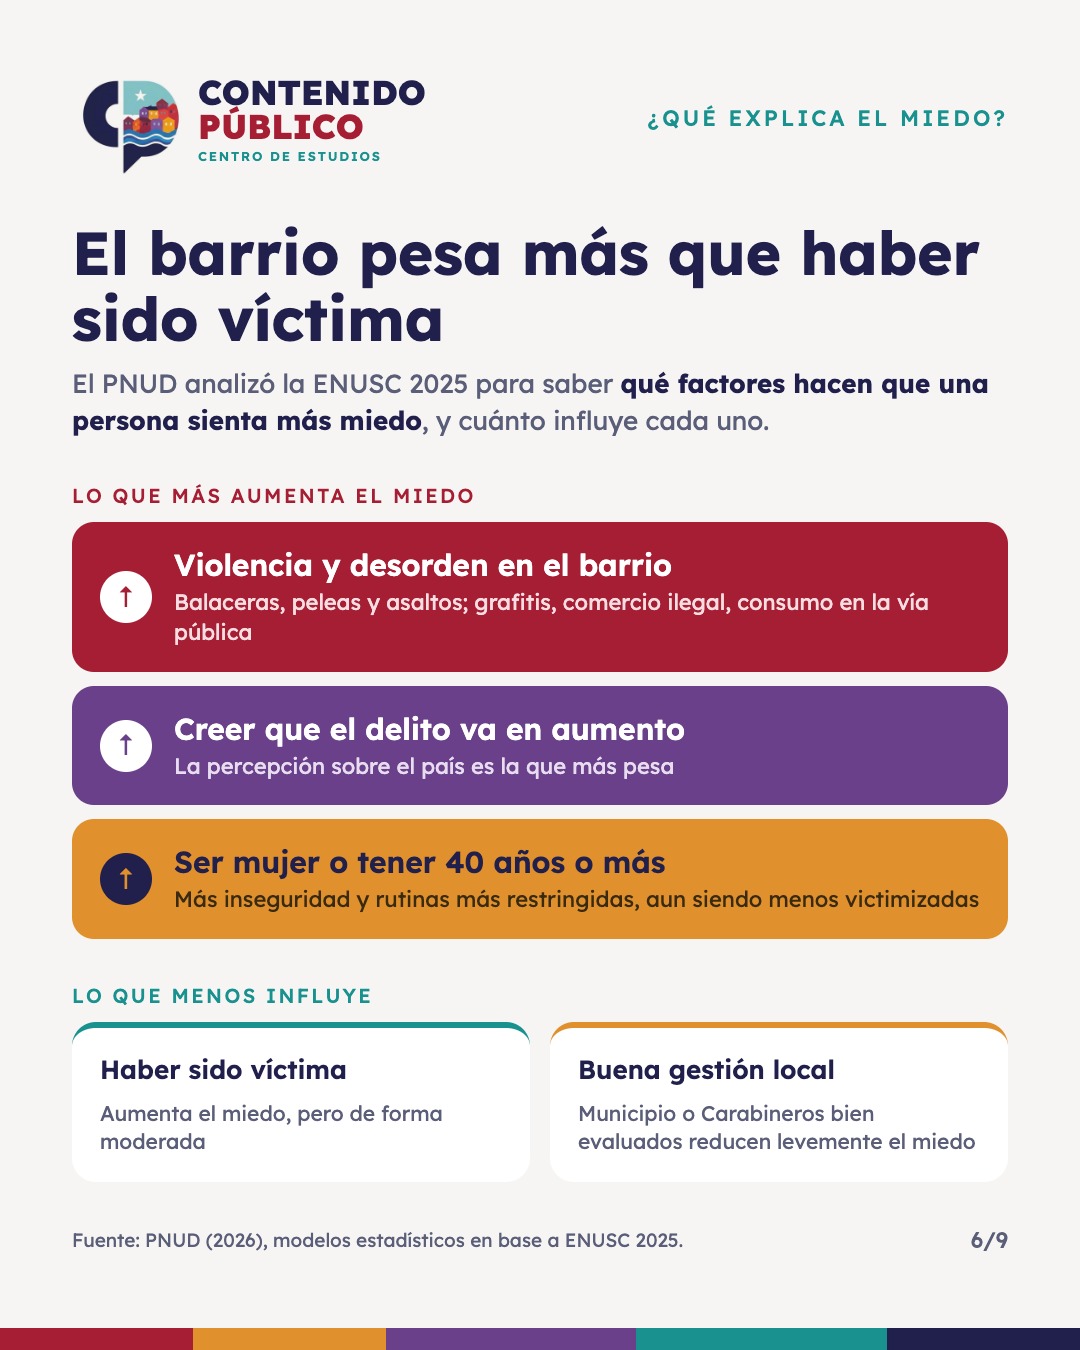 CONTENIDO
PÚBLICO
CENTRO DE ESTUDIOS
¿QUÉ EXPLICA EL MIEDO?
El barrio pesa más que haber
sido víctima
El PNUD analizó la ENUSC 2025 para saber qué factores hacen que una
persona sienta más miedo, y cuánto influye cada uno.
LO QUE MÁS AUMENTA EL MIEDO
↑
Violencia y desorden en el barrio
Balaceras, peleas y asaltos; grafitis, comercio ilegal, consumo en la vía
pública
↑
Creer que el delito va en aumento
La percepción sobre el país es la que más pesa
↑
Ser mujer o tener 40 años o más
Más inseguridad y rutinas más restringidas, aun siendo menos victimizadas
LO QUE MENOS INFLUYE
Haber sido víctima
Aumenta el miedo, pero de forma
moderada
Buena gestión local
Municipio o Carabineros bien
evaluados reducen levemente el miedo
Fuente: PNUD (2026), modelos estadísticos en base a ENUSC 2025.
6/9